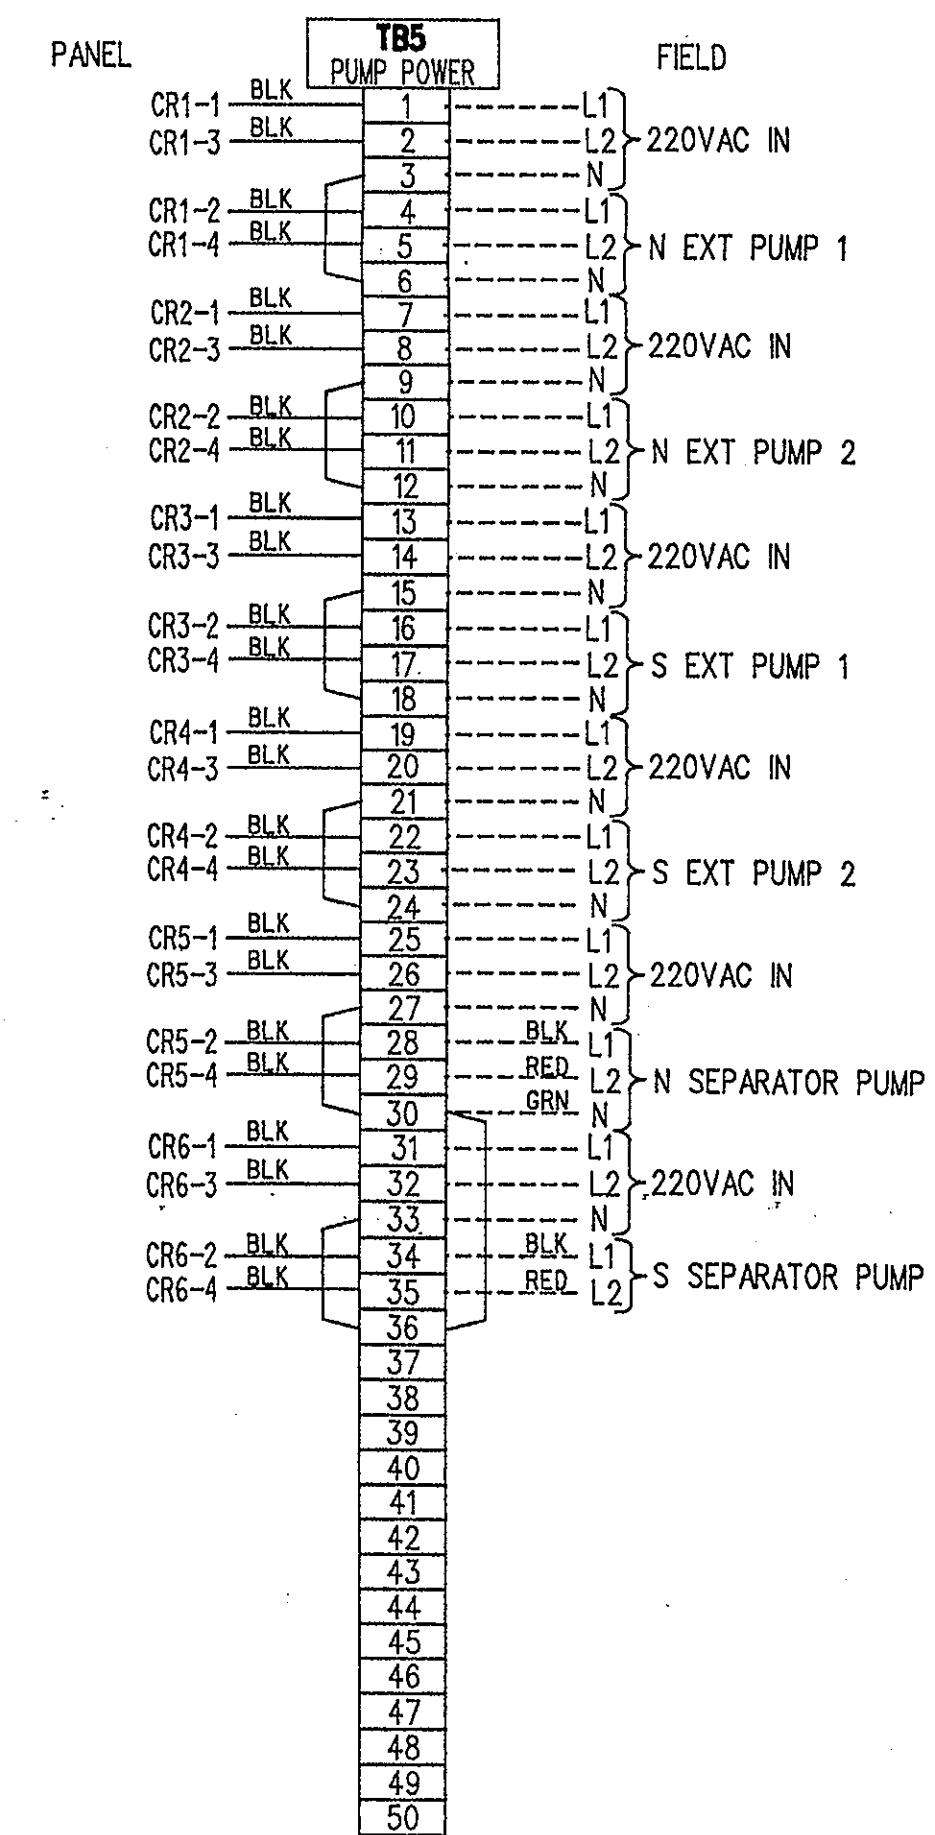 TB5
PANEL PUMP POWER FIELD
CR1-1 BLK 1 L1
CR1-3 BLK 2 L2 220VAC IN
3 N
CR1-2 BLK 4 L1
CR1-4 BLK 5 L2 N EXT PUMP 1
6 N
CR2-1 BLK 7 L1
CR2-3 BLK 8 L2 220VAC IN
9 N
CR2-2 BLK 10 L1
CR2-4 BLK 11 L2 N EXT PUMP 2
12 N
CR3-1 BLK 13 L1
CR3-3 BLK 14 L2 220VAC IN
15 N
CR3-2 BLK 16 L1
CR3-4 BLK 17 L2 S EXT PUMP 1
18 N
CR4-1 BLK 19 L1
CR4-3 BLK 20 L2 220VAC IN
21 N
CR4-2 BLK 22 L1
CR4-4 BLK 23 L2 S EXT PUMP 2
24 N
CR5-1 BLK 25 L1
CR5-3 BLK 26 L2 220VAC IN
27 N
CR5-2 BLK 28 BLK L1
CR5-4 BLK 29 RED L2 N SEPARATOR PUMP
30 GRN N
CR6-1 BLK 31 L1
CR6-3 BLK 32 L2 220VAC IN
33 N
CR6-2 BLK 34 BLK L1
CR6-4 BLK 35 RED L2 S SEPARATOR PUMP
36
37
38
39
40
41
42
43
44
45
46
47
48
49
50